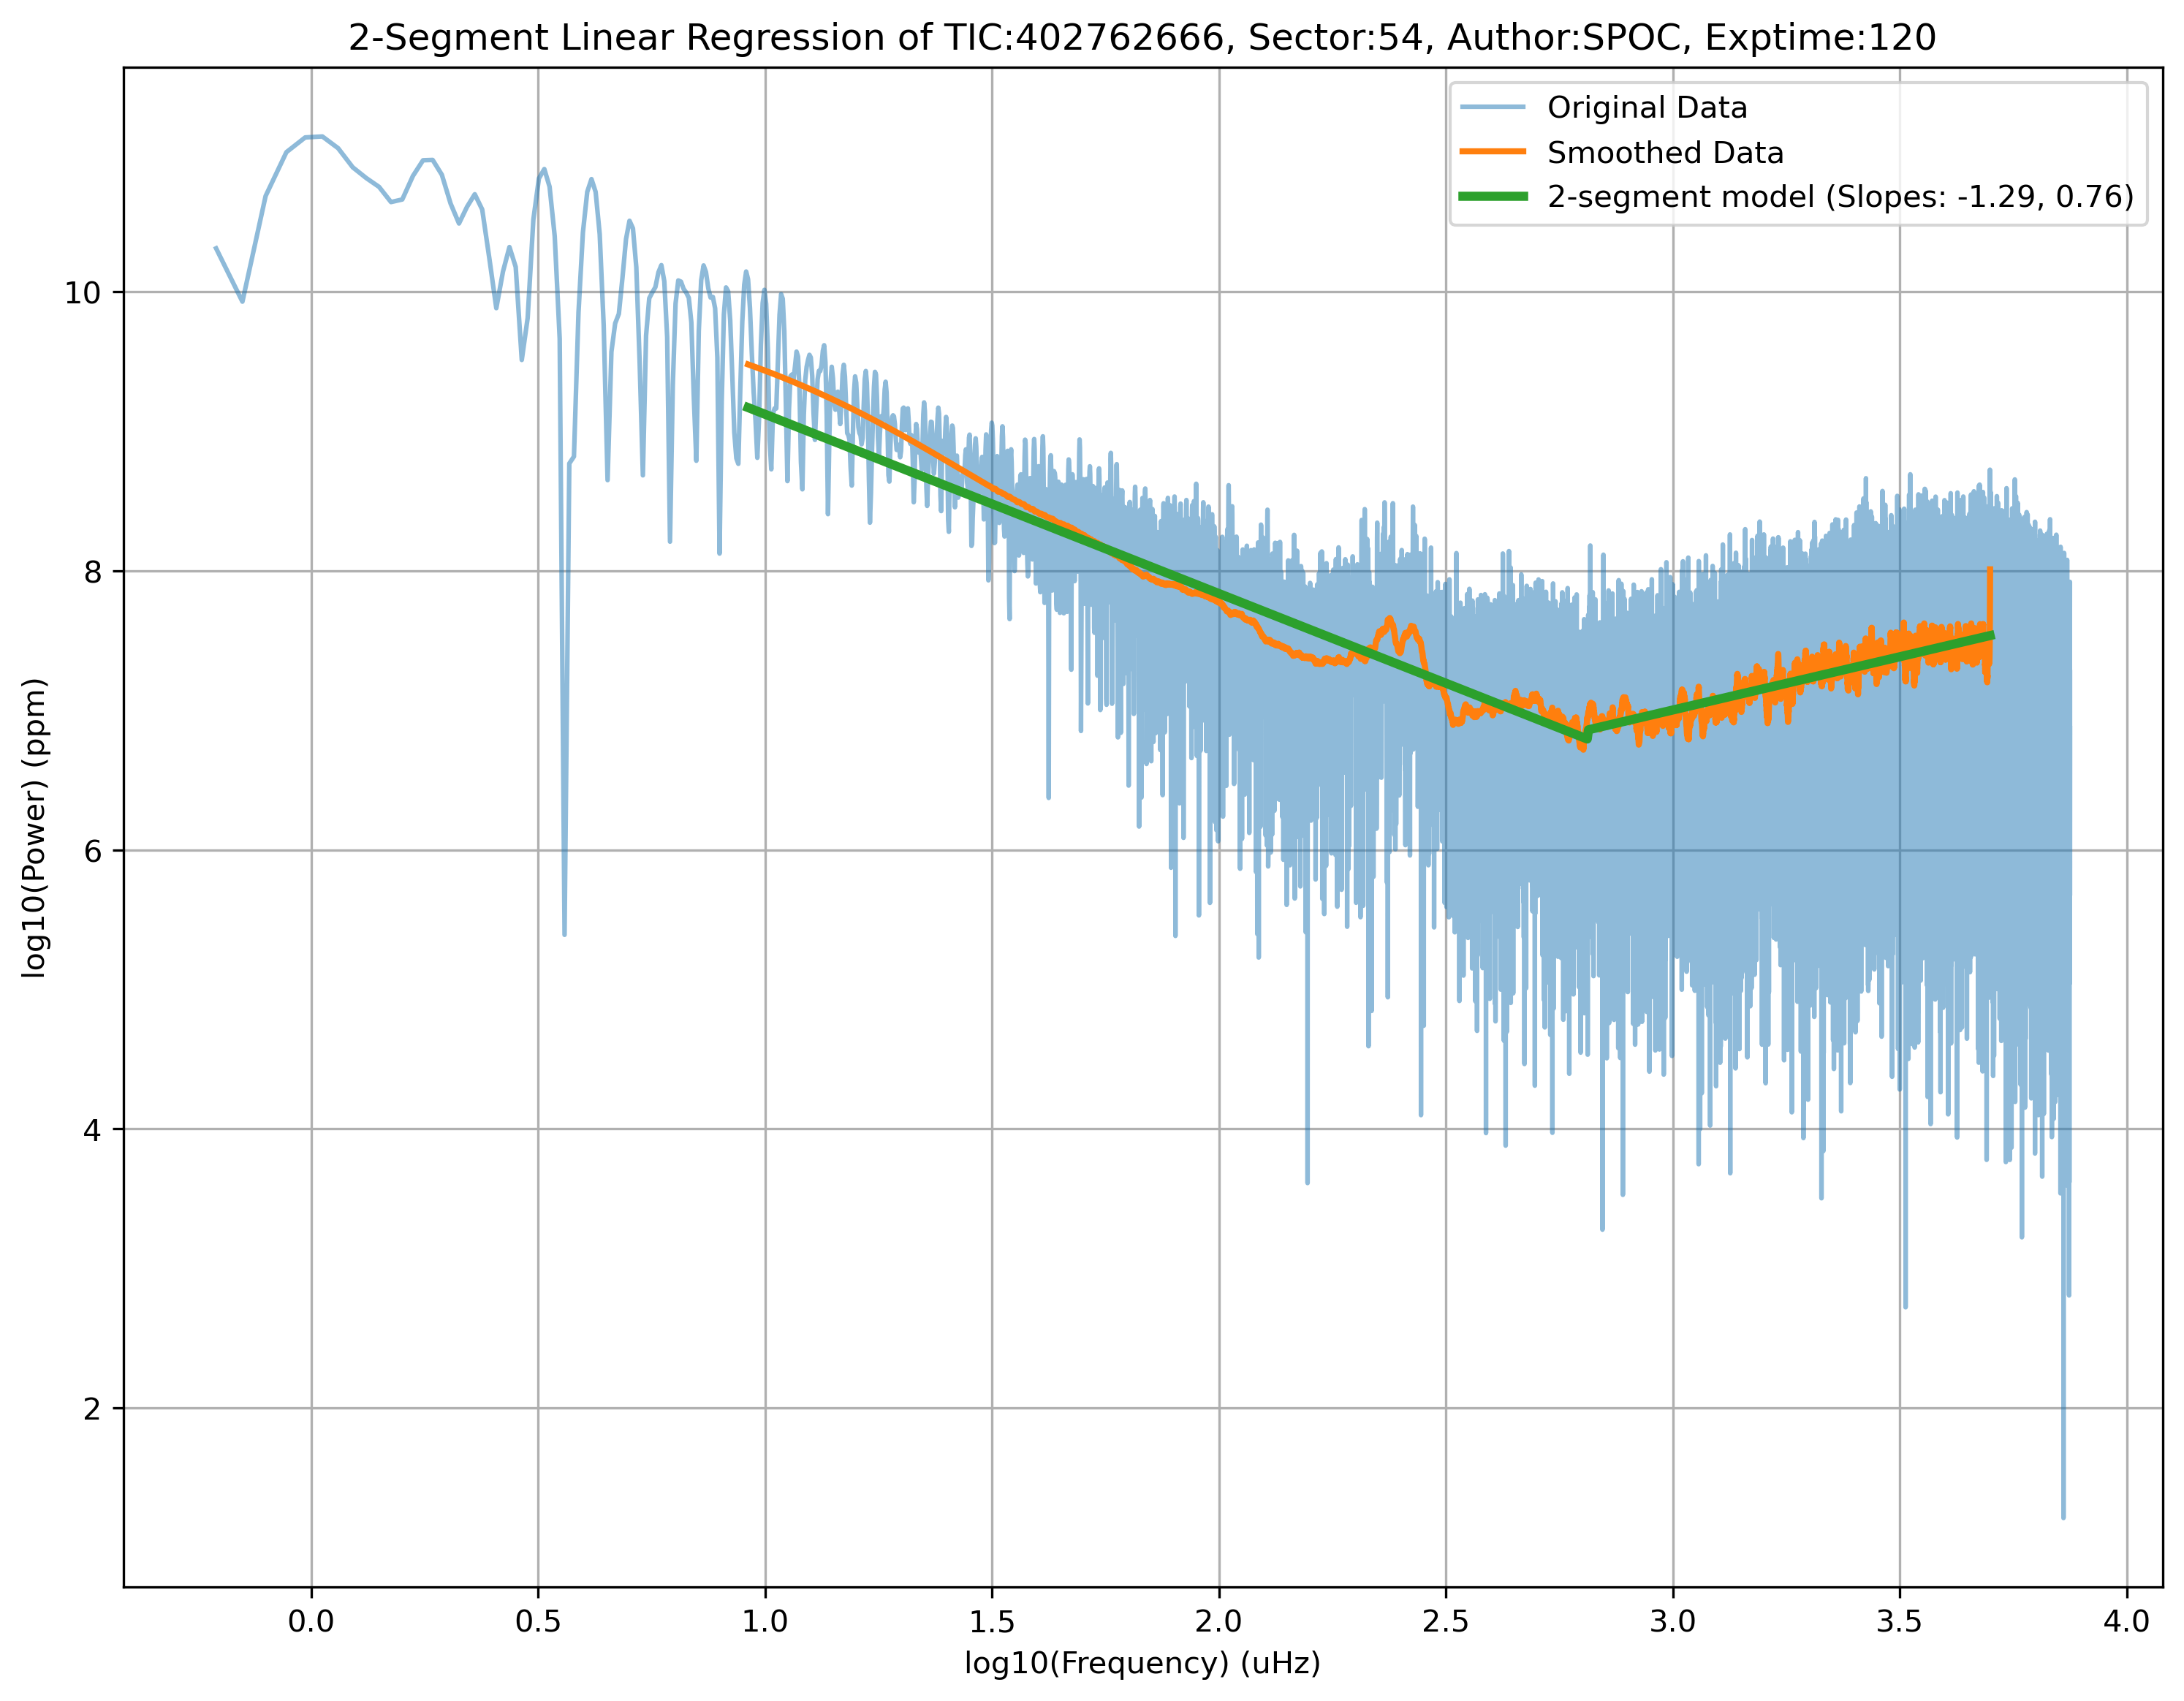 2-Segment Linear Regression of TIC:402762666, Sector:54, Author:SPOC, Exptime:120
Original Data
Smoothed Data
2-segment model (Slopes: -1.29, 0.76)
log10(Power) (ppm)
10
8
6
4
2
0.0 0.5 1.0 1.5 2.0 2.5 3.0 3.5 4.0
log10(Frequency) (uHz)